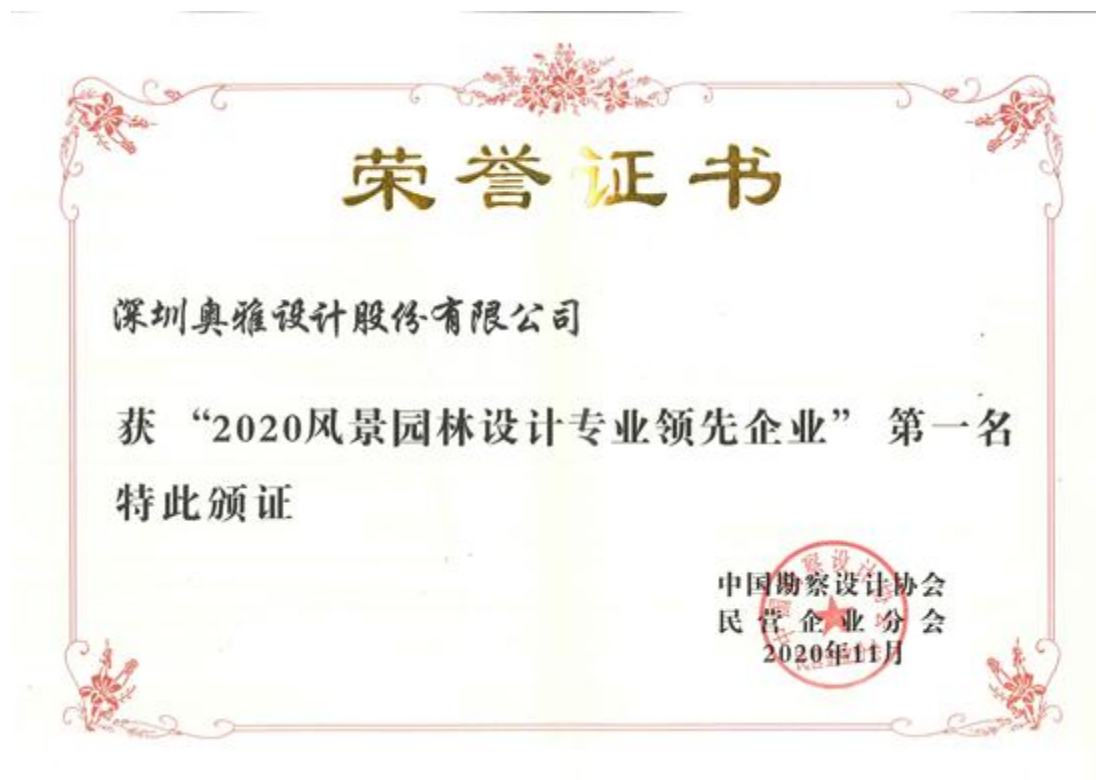 荣誉证书
深圳奥雅设计股份有限公司
获 “2020风景园林设计专业领先企业” 第一名
特此颁证
中国勘察设计协会
民营企业分会
2020年11月